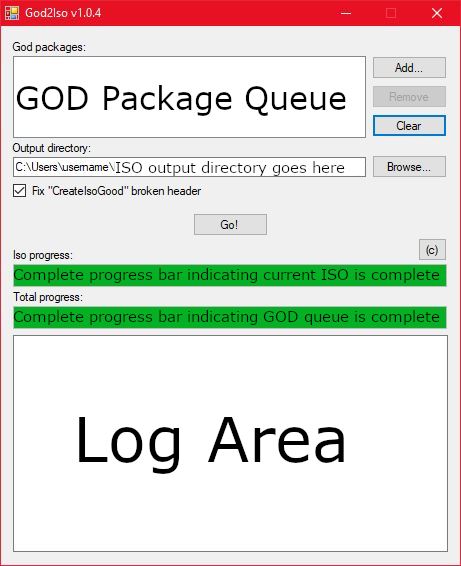 God2Iso v1.0.4
God packages:
GOD Package Queue
Add...
Remove
Clear
Output directory:
C:\Users\username\ISO output directory goes here
Browse...
Fix "CreateIsoGood" broken header
Go!
(c)
Iso progress:
Complete progress bar indicating current ISO is complete
Total progress:
Complete progress bar indicating GOD queue is complete
Log Area